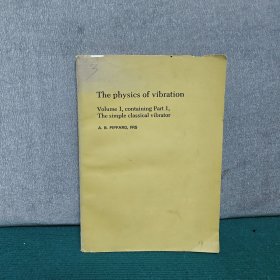 The physics of vibration
Volume 1, containing Part 1,
The simple classical vibrator
A. B. PIPPARD, FRS